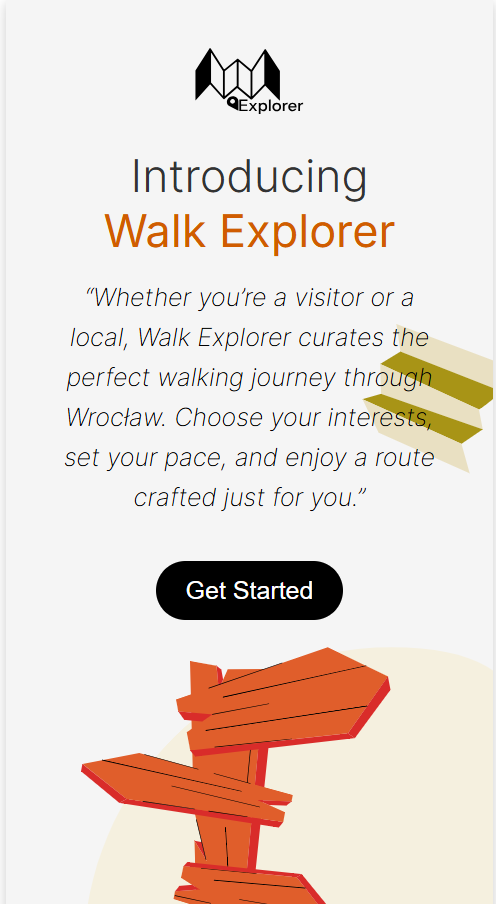 Explorer
Introducing
Walk Explorer
“Whether you’re a visitor or a
local, Walk Explorer curates the
perfect walking journey through
Wrocław. Choose your interests,
set your pace, and enjoy a route
crafted just for you.”
Get Started